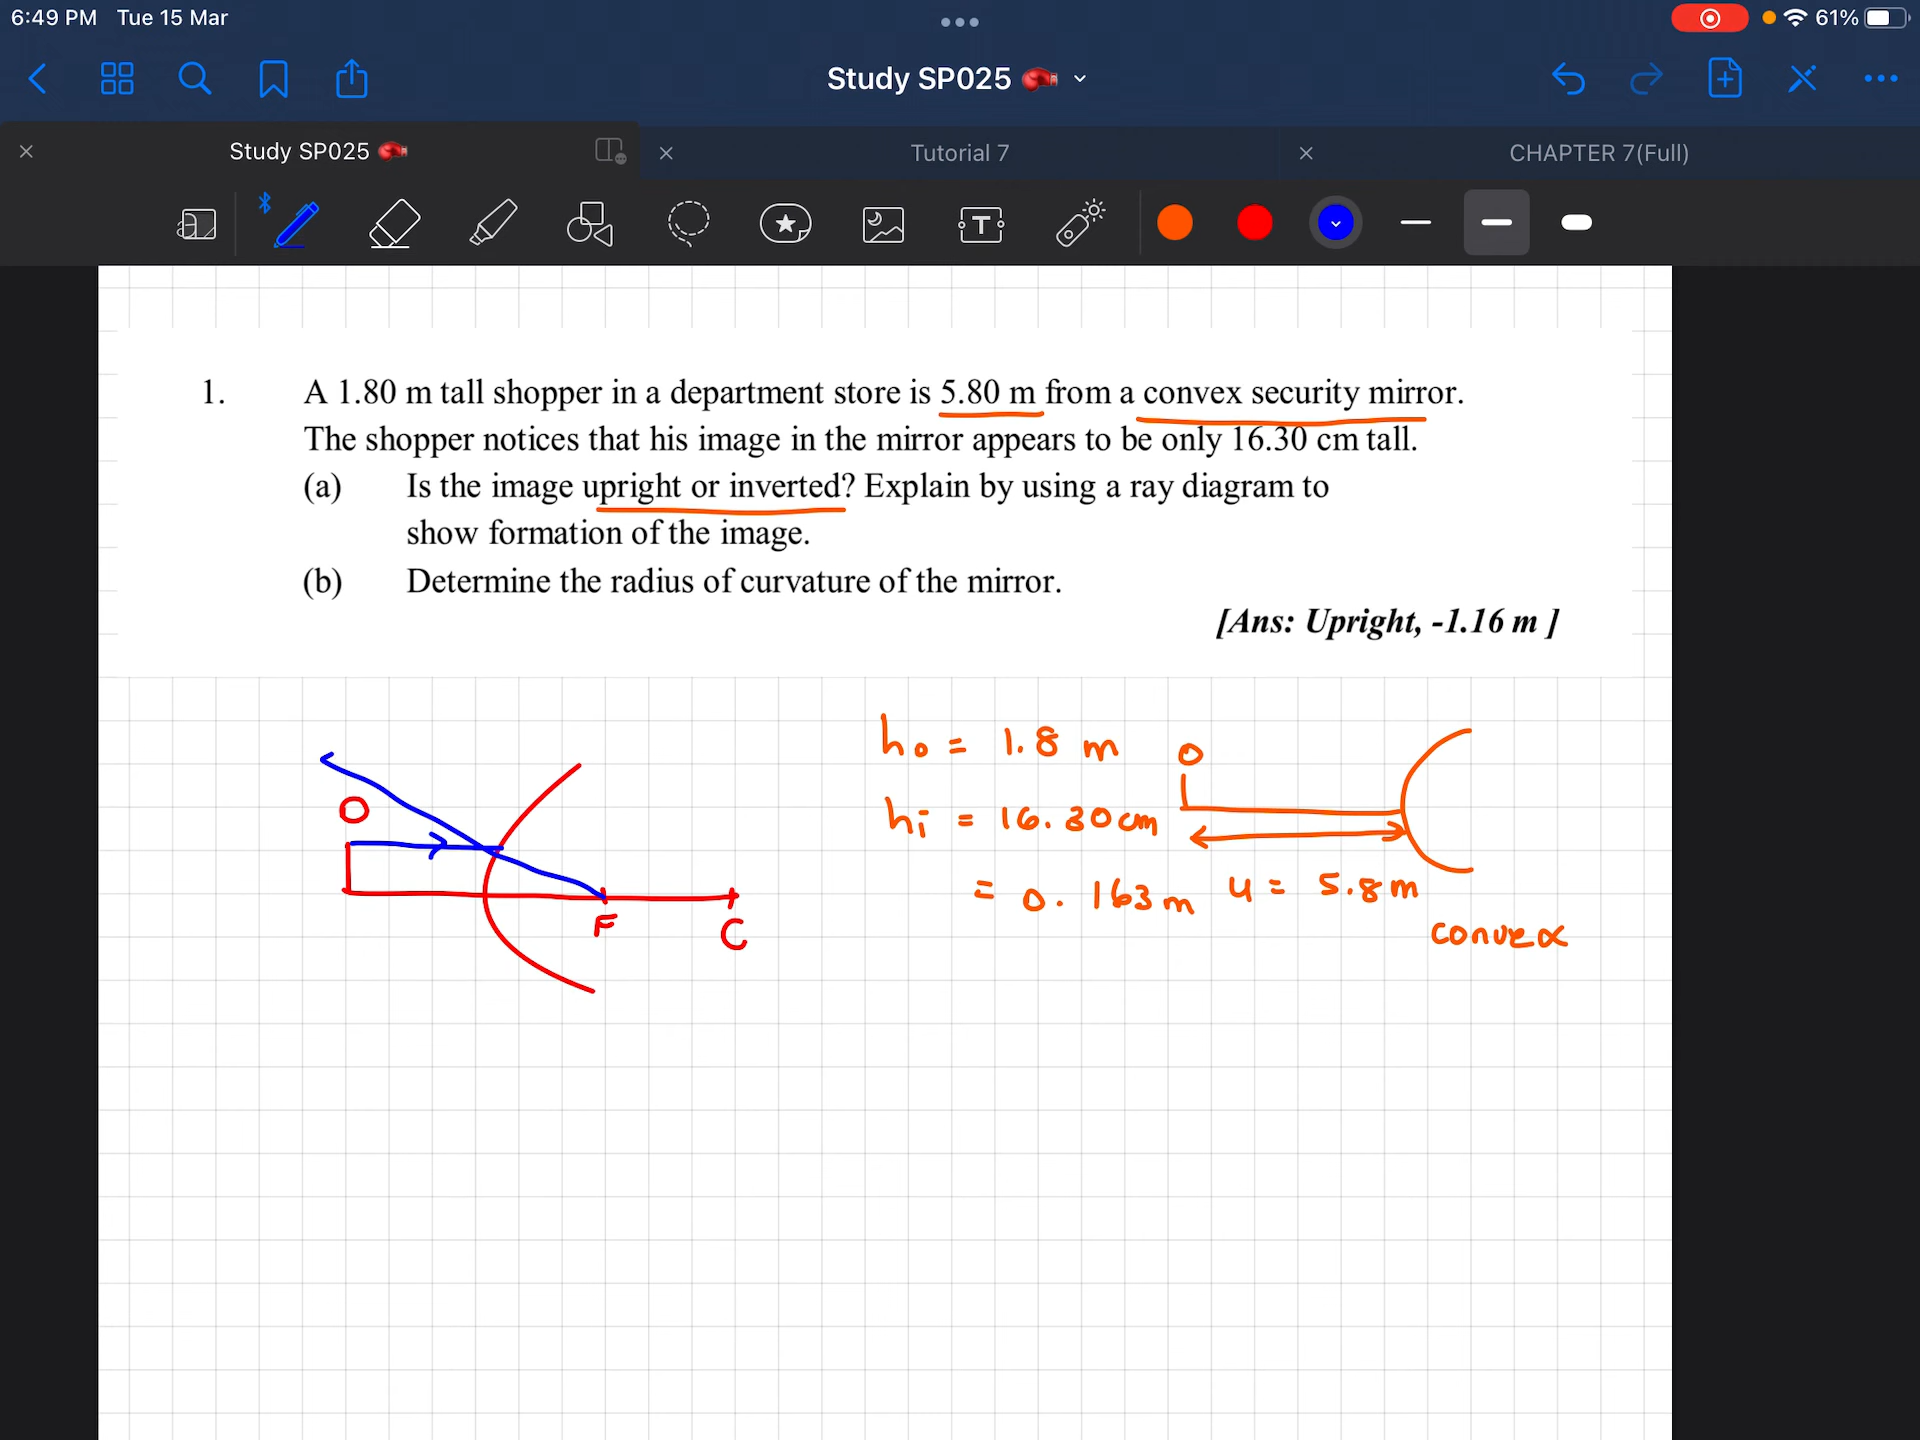 6:49 PM Tue 15 Mar
61%
Study SP025
Study SP025
Tutorial 7
CHAPTER 7(Full)
T
1. A 1.80 m tall shopper in a department store is 5.80 m from a convex security mirror.
The shopper notices that his image in the mirror appears to be only 16.30 cm tall.
(a) Is the image upright or inverted? Explain by using a ray diagram to
show formation of the image.
(b) Determine the radius of curvature of the mirror.
[Ans: Upright, -1.16 m ]
O
F
C
ho = 1.8 m
hi = 16.30cm
= 0.163m
O
u = 5.8m
convex